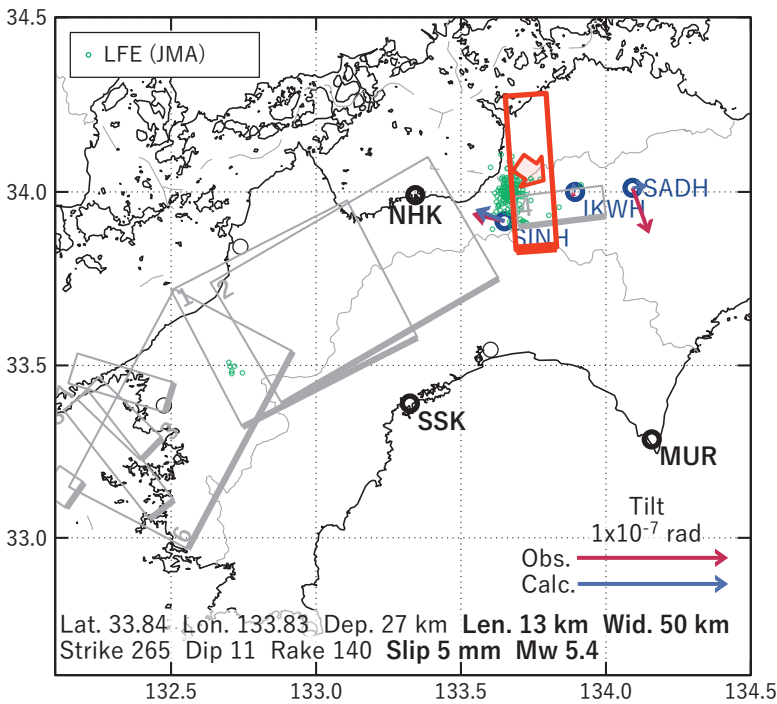 34.5
LFE (JMA)
34.0
NHK
SADH
IKWH
SINH
4
1
2
33.5
SSK
MUR
6
33.0
Tilt
1x10⁻⁷ rad
Obs.
Calc.
Lat. 33.84 Lon. 133.83 Dep. 27 km Len. 13 km Wid. 50 km
Strike 265 Dip 11 Rake 140 Slip 5 mm Mw 5.4
132.5 133.0 133.5 134.0 134.5